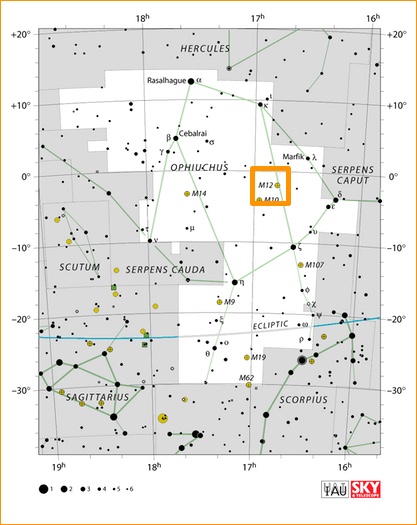 18h 17h 16h
+20° +20°
HERCULES
Rasalhague α
+10° κ ι +10°
β Cebalrai
γ σ
Marfik λ
OPHIUCHUS
SERPENS
CAPUT
0° M12 0°
M14 M10 δ
ε
μ υ
τ
ν
-10° ζ -10°
SCUTUM SERPENS CAUDA M107
η φ
M9 χ
ξ ψ
-20° ECLIPTIC ω -20°
ρ
θ ο
M19
M62
-30° -30°
SAGITTARIUS SCORPIUS
19h 18h 17h 16h
1 2 3 4 5 6
IAU SKY
& TELESCOPE